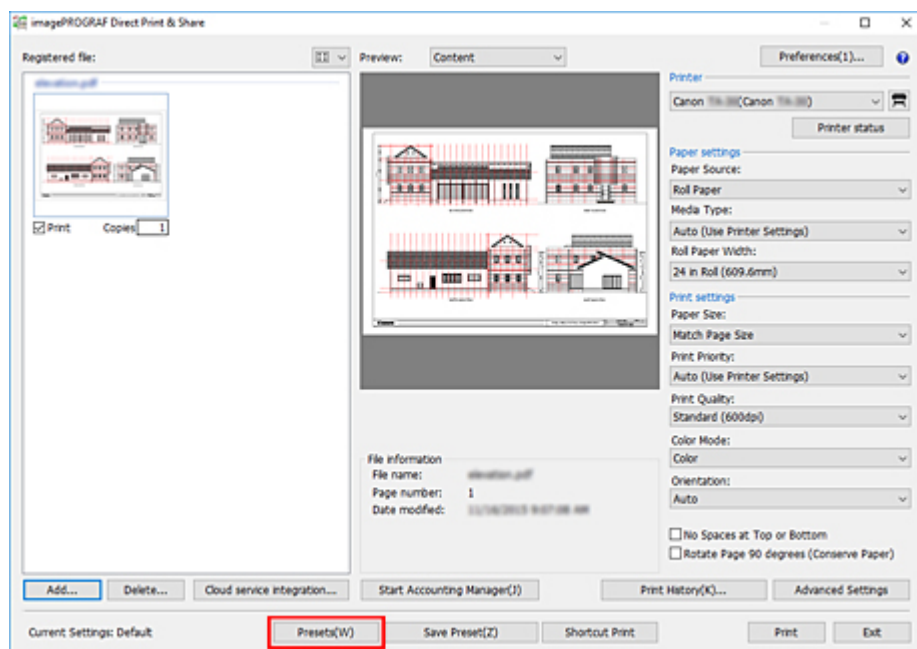 imagePROGRAF Direct Print & Share
Registered file:
Preview: Content
Preferences(1)...
Print
Copies 1
File information
File name:
Page number: 1
Date modified:
Printer
Canon (Canon )
Printer status
Paper settings
Paper Source:
Roll Paper
Media Type:
Auto (Use Printer Settings)
Roll Paper Width:
24 in Roll (609.6mm)
Print settings
Paper Size:
Match Page Size
Print Priority:
Auto (Use Printer Settings)
Print Quality:
Standard (600dpi)
Color Mode:
Color
Orientation:
Auto
No Spaces at Top or Bottom
Rotate Page 90 degrees (Conserve Paper)
Add... Delete... Cloud service integration... Start Accounting Manager(J) Print History(K)... Advanced Settings
Current Settings: Default Presets(W) Save Preset(Z) Shortcut Print Print Exit